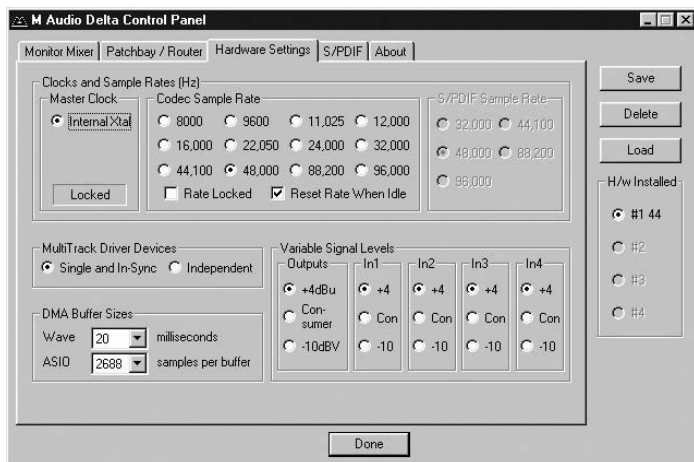 M Audio Delta Control Panel
Monitor Mixer Patchbay / Router Hardware Settings S/PDIF About
Clocks and Sample Rates (Hz)
Master Clock
Internal Xtal
Locked
Codec Sample Rate
8000 9600 11,025 12,000
16,000 22,050 24,000 32,000
44,100 48,000 88,200 96,000
Rate Locked Reset Rate When Idle
S/PDIF Sample Rate
32,000 44,100
48,000 88,200
96,000
MultiTrack Driver Devices
Single and In-Sync Independent
DMA Buffer Sizes
Wave 20 milliseconds
ASIO 2688 samples per buffer
Variable Signal Levels
Outputs In1 In2 In3 In4
+4dBu +4 +4 +4 +4
Con-
sumer Con Con Con Con
-10dBV -10 -10 -10 -10
Save
Delete
Load
H/w Installed
#1 44
#2
#3
#4
Done